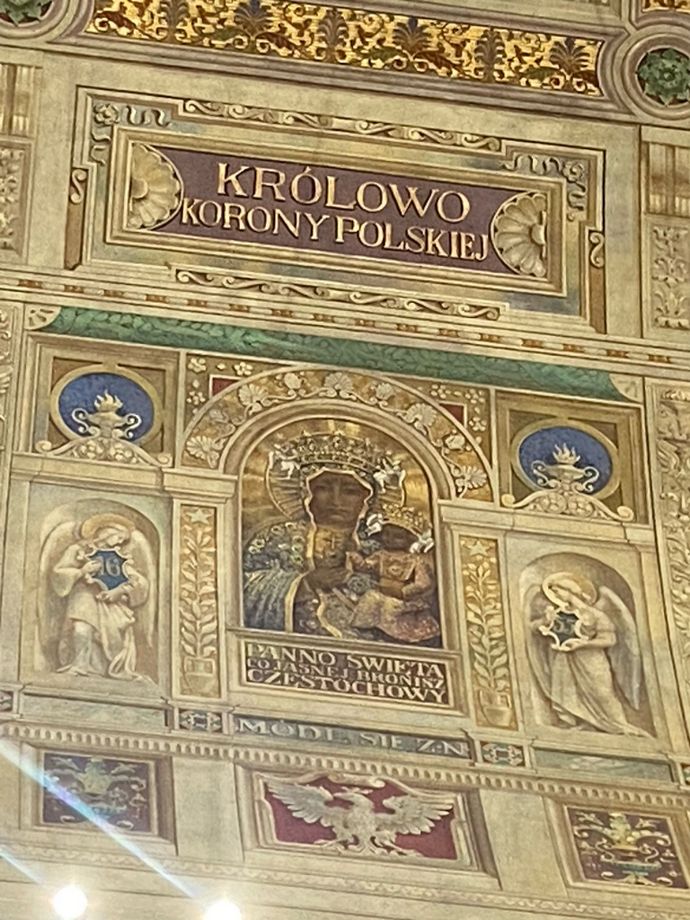 KRÓLOWO
KORONY POLSKIEJ
PANNO ŚWIĘTA
CO JASNEJ BRONISZ
CZĘSTOCHOWY
MÓDL SIĘ Z.N